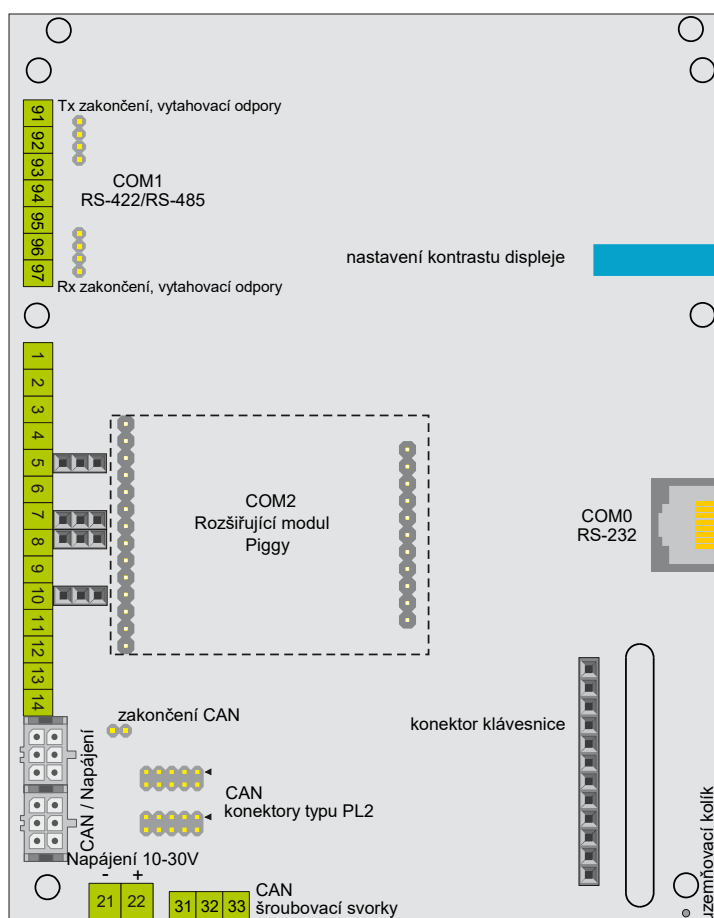 91
Tx zakončení, vytahovací odpory
92
93
COM1
94
RS-422/RS-485
95
96
97
nastavení kontrastu displeje
Rx zakončení, vytahovací odpory
1
2
3
4
5
6
7
8
9
10
11
12
13
14
COM2
Rozšiřující modul
Piggy
COM0
RS-232
zakončení CAN
konektor klávesnice
CAN / Napájení
CAN
konektory typu PL2
Napájení 10-30V
- +
21 22
31 32 33
CAN
šroubovací svorky
uzemňovací kolík